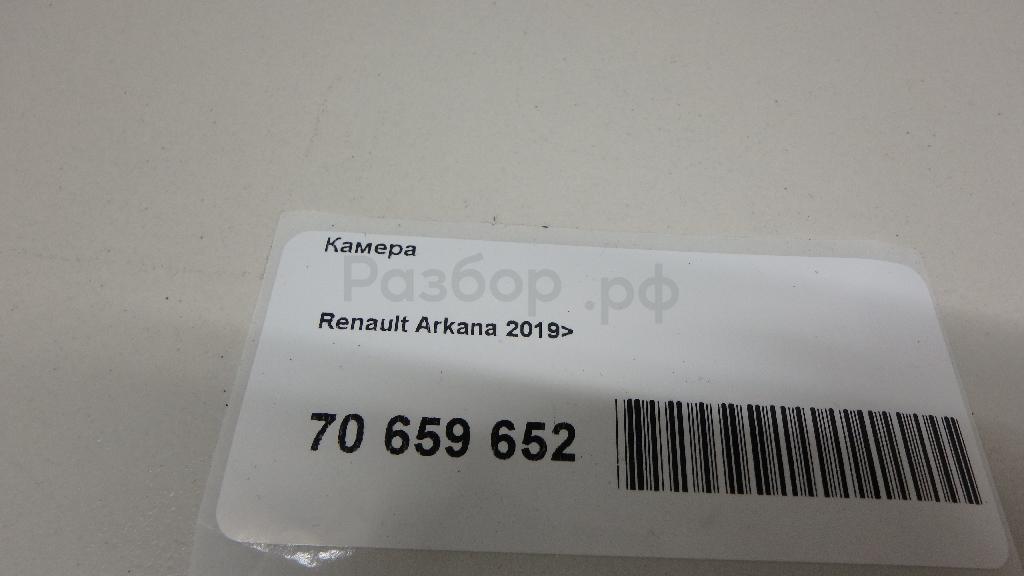 Камера
Разбор.рф
Renault Arkana 2019>
70 659 652